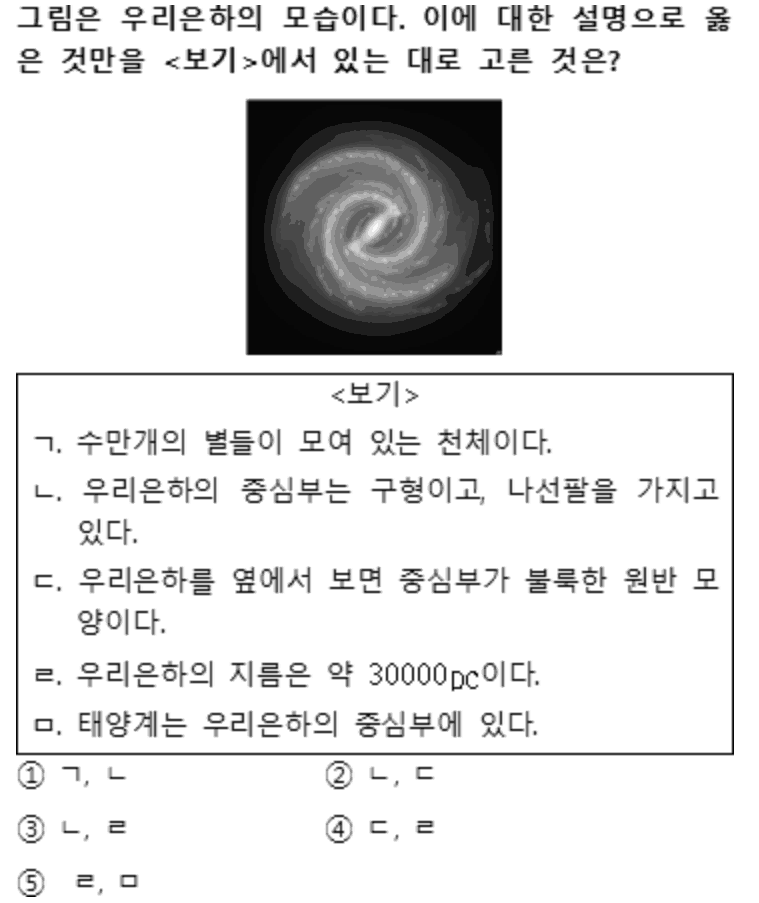 그림은 우리은하의 모습이다. 이에 대한 설명으로 옳
은 것만을 <보기>에서 있는 대로 고른 것은?
<보기>
ㄱ. 수만개의 별들이 모여 있는 천체이다.
ㄴ. 우리은하의 중심부는 구형이고, 나선팔을 가지고
있다.
ㄷ. 우리은하를 옆에서 보면 중심부가 불룩한 원반 모
양이다.
ㄹ. 우리은하의 지름은 약 30000pc이다.
ㅁ. 태양계는 우리은하의 중심부에 있다.
① ㄱ, ㄴ ② ㄴ, ㄷ
③ ㄴ, ㄹ ④ ㄷ, ㄹ
⑤ ㄹ, ㅁ